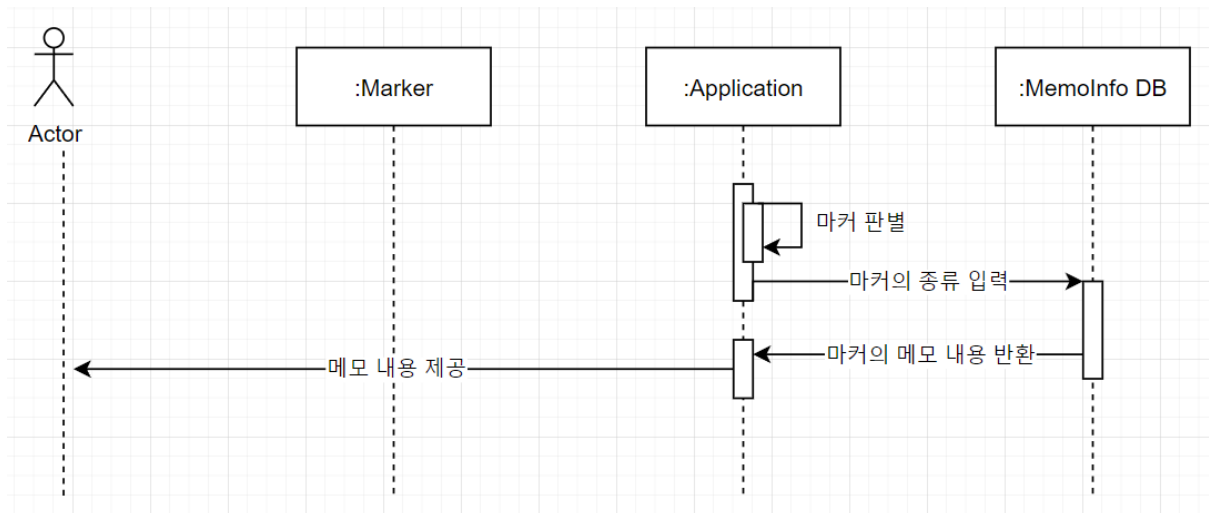 :Marker
:Application
:MemoInfo DB
Actor
마커 판별
마커의 종류 입력
마커의 메모 내용 반환
메모 내용 제공